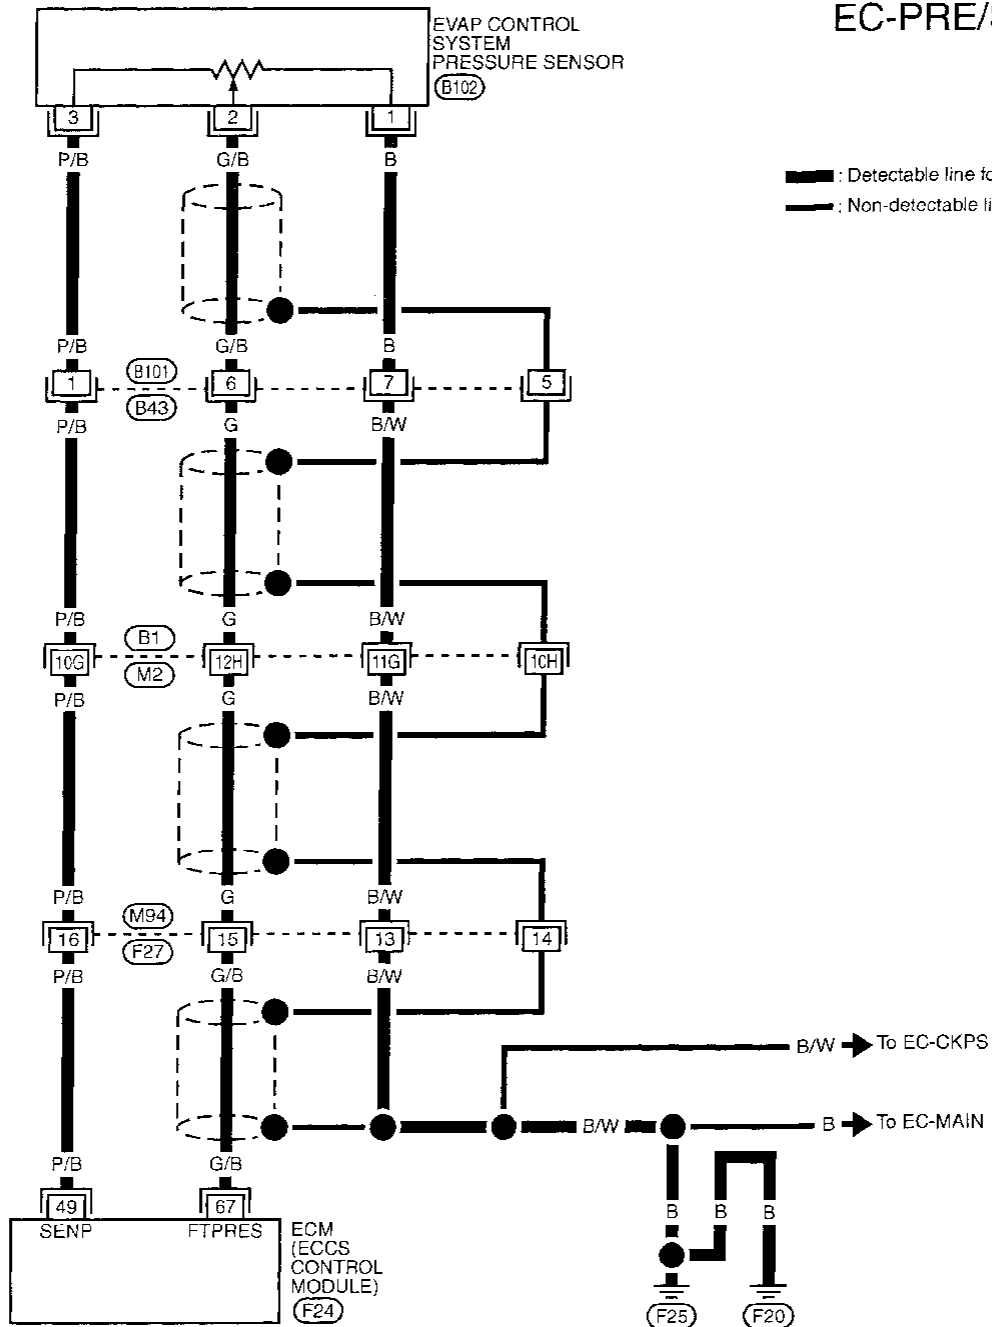 EC-PRE/
EVAP CONTROL
SYSTEM
PRESSURE SENSOR
B102
3 2 1
P/B G/B B
: Detectable line fo
: Non-detectable li
P/B G/B B
1 B101 6 7 5
B43
P/B G B/W
P/B G B/W
B1
10G 12H 11G 10H
M2
P/B G B/W
P/B G B/W
M94
16 15 13 14
F27
P/B G/B B/W
B/W To EC-CKPS
B/W B To EC-MAIN
P/B G/B
49 67
SENP FTPRES
B B B
ECM
(ECCS
CONTROL
MODULE)
F24
F25 F20